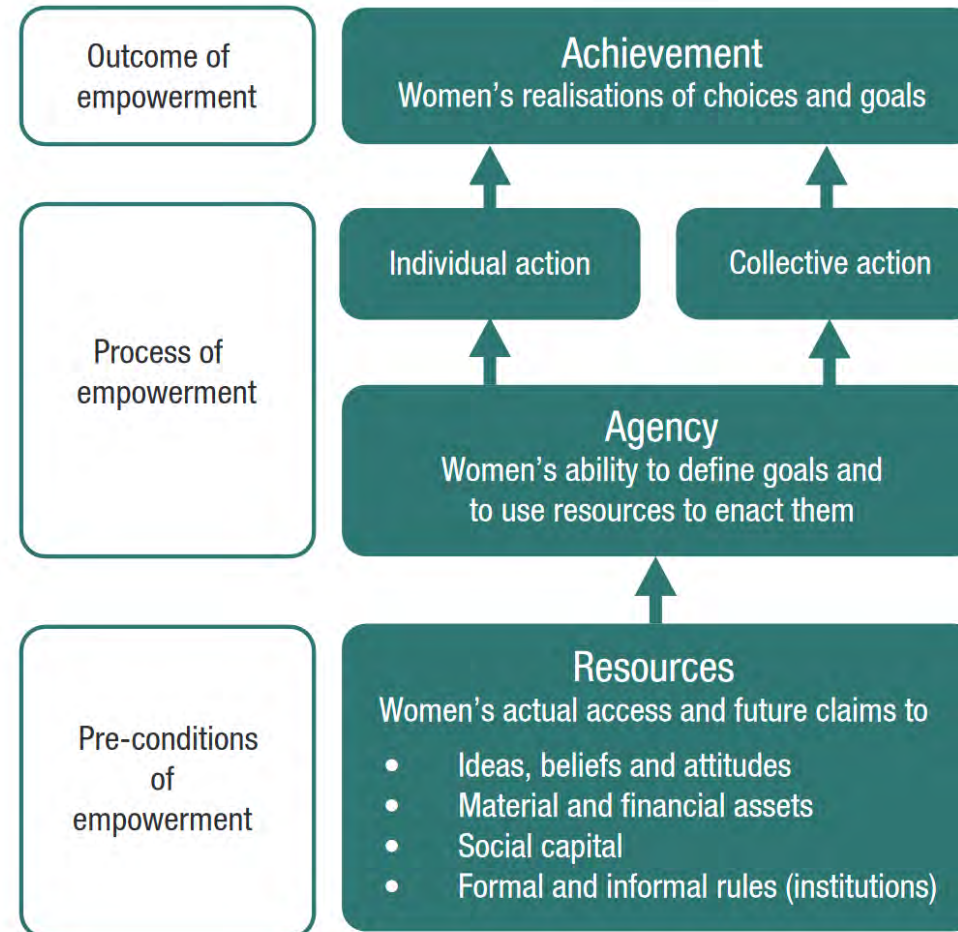 Outcome of
empowerment
Achievement
Women's realisations of choices and goals
Process of
empowerment
Individual action
Collective action
Agency
Women's ability to define goals and
to use resources to enact them
Pre-conditions
of
empowerment
Resources
Women's actual access and future claims to
• Ideas, beliefs and attitudes
• Material and financial assets
• Social capital
• Formal and informal rules (institutions)